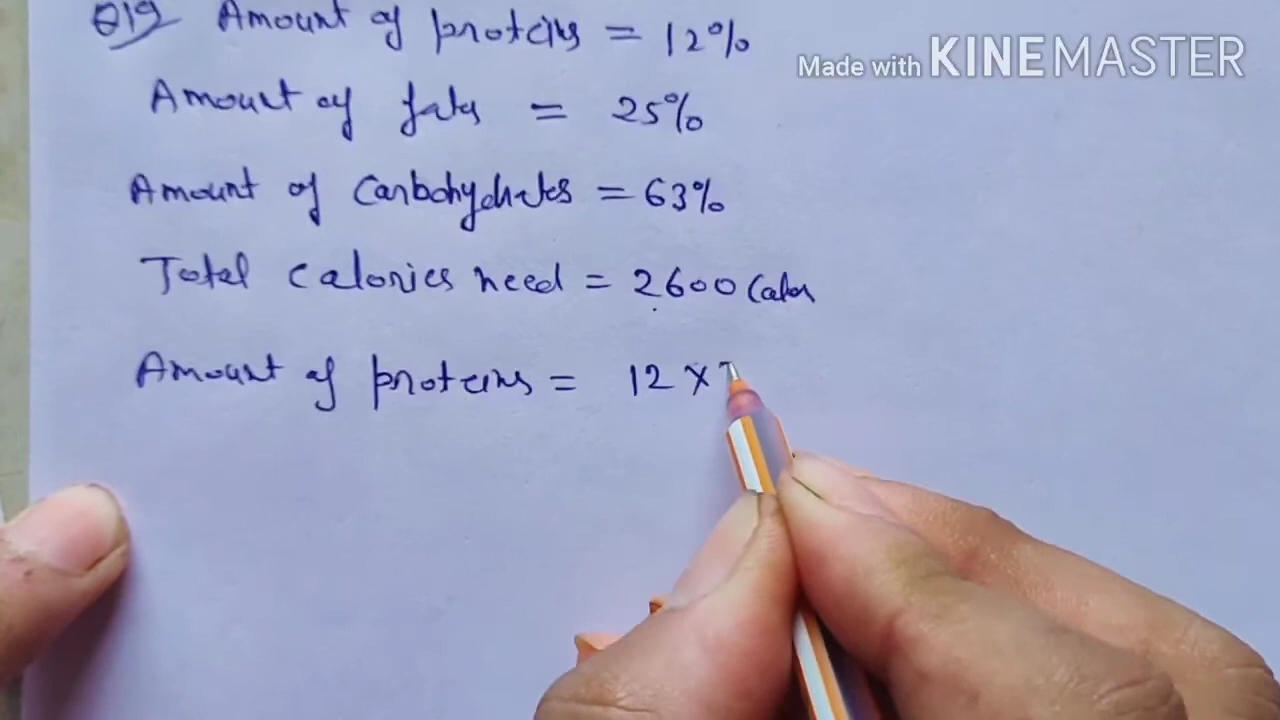 Q19 Amount of proteins = 12%
Made with KINEMASTER
Amount of fats = 25%
Amount of Carbohydrates = 63%
Total calories need = 2600
Amount of proteins = 12 ×